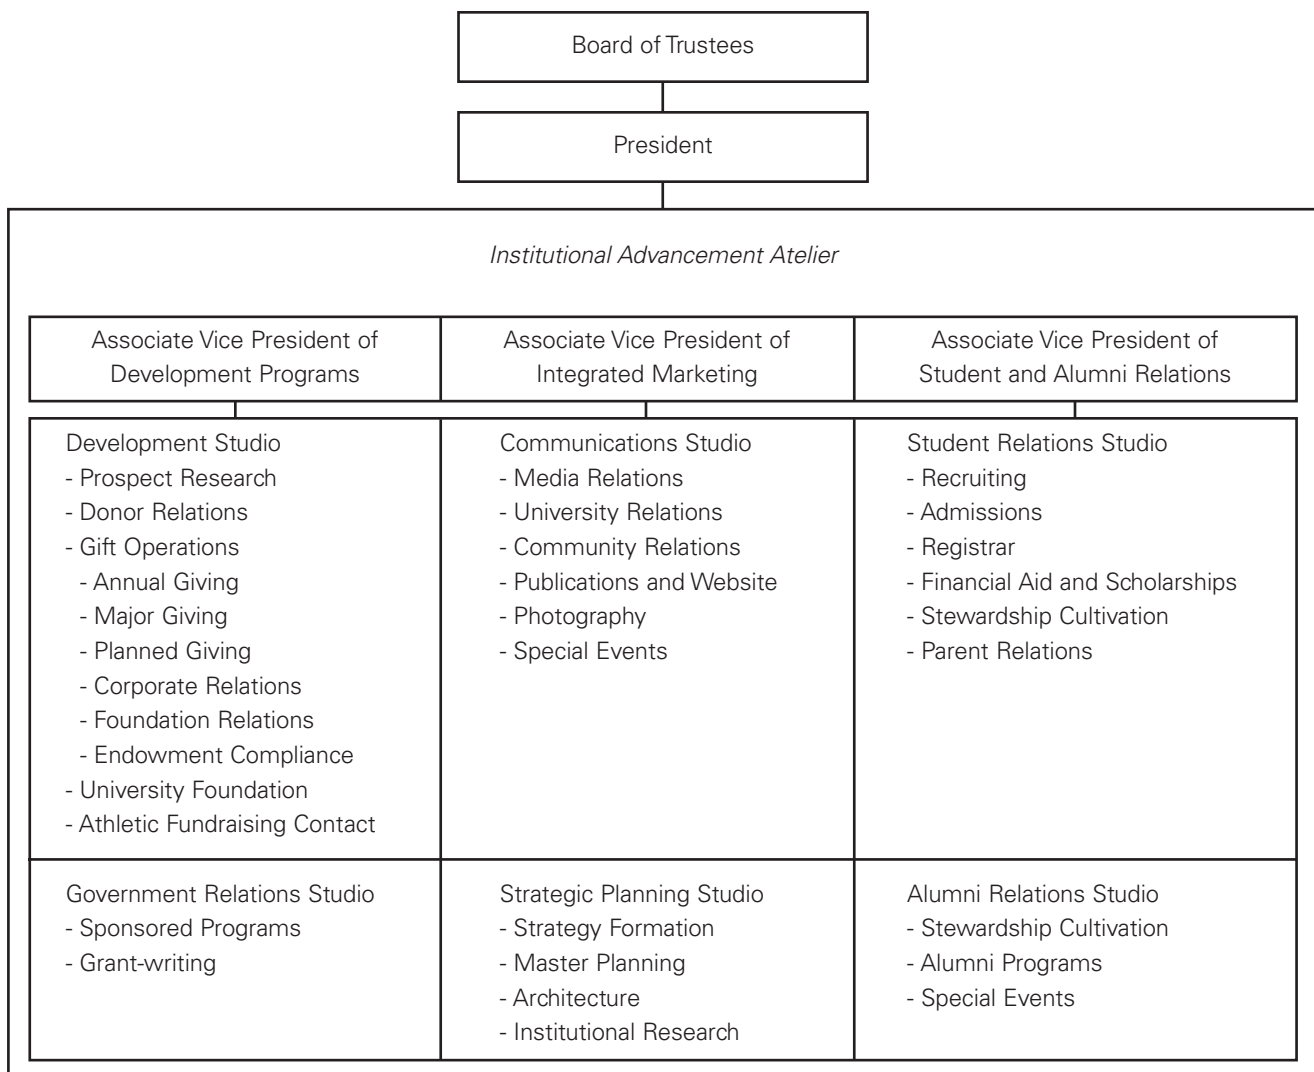 Board of Trustees
President
Institutional Advancement Atelier
Associate Vice President of
Development Programs
Associate Vice President of
Integrated Marketing
Associate Vice President of
Student and Alumni Relations
Development Studio
- Prospect Research
- Donor Relations
- Gift Operations
- Annual Giving
- Major Giving
- Planned Giving
- Corporate Relations
- Foundation Relations
- Endowment Compliance
- University Foundation
- Athletic Fundraising Contact
Communications Studio
- Media Relations
- University Relations
- Community Relations
- Publications and Website
- Photography
- Special Events
Student Relations Studio
- Recruiting
- Admissions
- Registrar
- Financial Aid and Scholarships
- Stewardship Cultivation
- Parent Relations
Government Relations Studio
- Sponsored Programs
- Grant-writing
Strategic Planning Studio
- Strategy Formation
- Master Planning
- Architecture
- Institutional Research
Alumni Relations Studio
- Stewardship Cultivation
- Alumni Programs
- Special Events